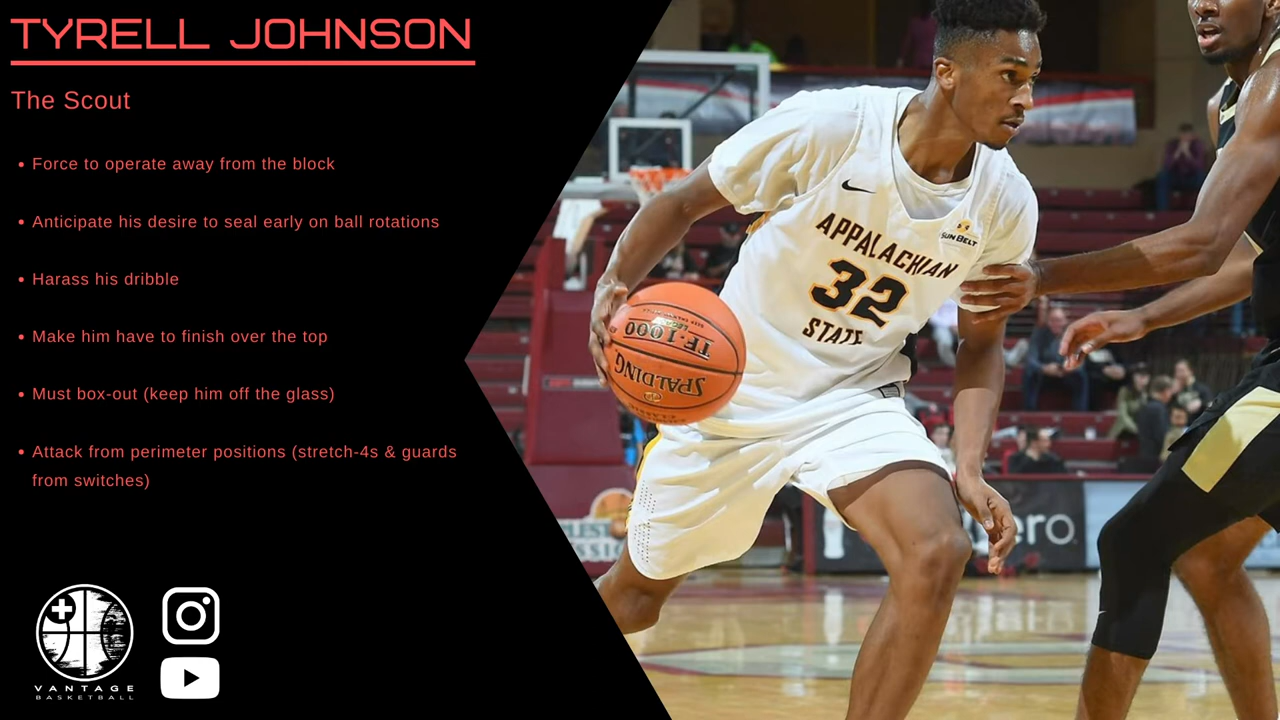 TYRELL JOHNSON
The Scout
• Force to operate away from the block
• Anticipate his desire to seal early on ball rotations
• Harass his dribble
• Make him have to finish over the top
• Must box-out (keep him off the glass)
• Attack from perimeter positions (stretch-4s & guards
from switches)
VANTAGE
BASKETBALL
APPALACHIAN
32
STATE
SUN BELT
TF-1000
SPALDING